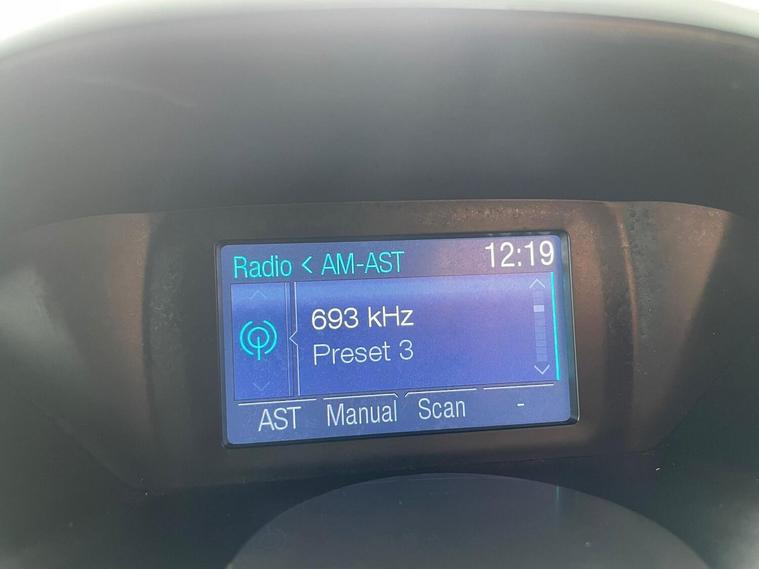 Radio < AM-AST 12:19
693 kHz
Preset 3
AST Manual Scan -